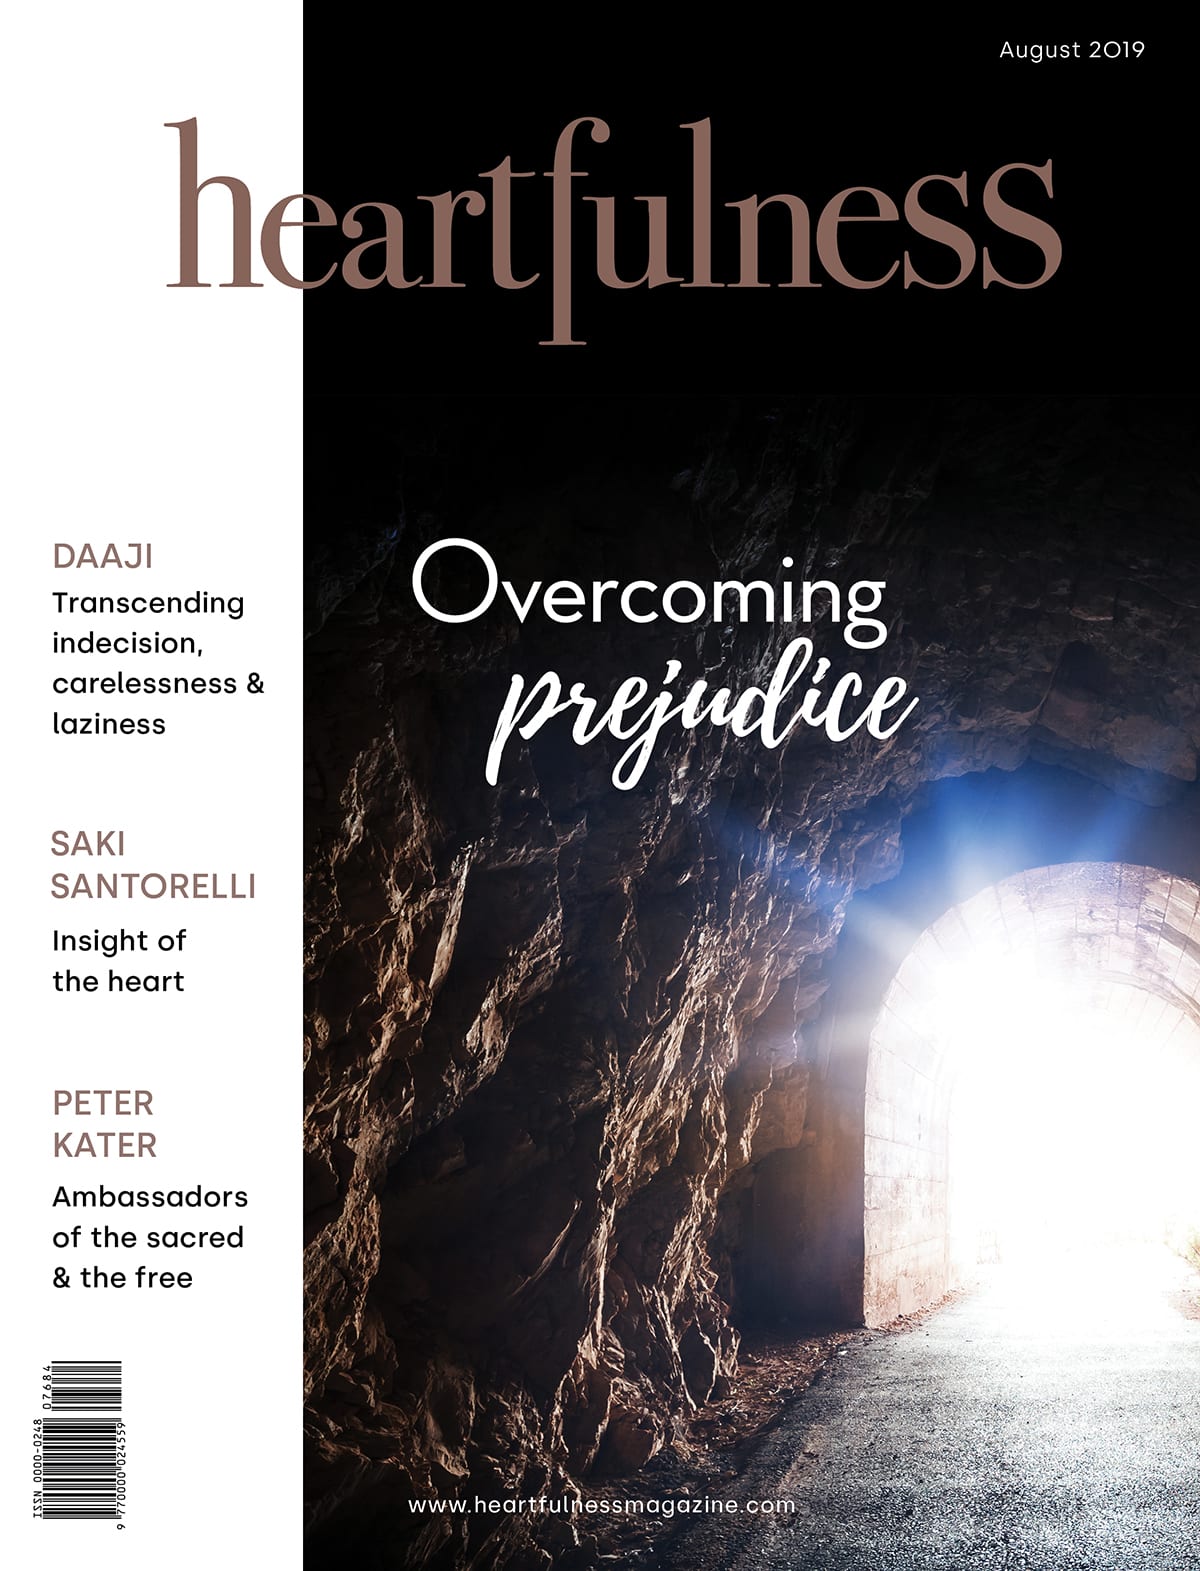 August 2019
heartfulness
Overcoming
prejudice
DAAJI
Transcending
indecision,
carelessness &
laziness
SAKI
SANTORELLI
Insight of
the heart
PETER
KATER
Ambassadors
of the sacred
& the free
ISSN 0000-0248
07684
9 770000 024559
www.heartfulnessmagazine.com